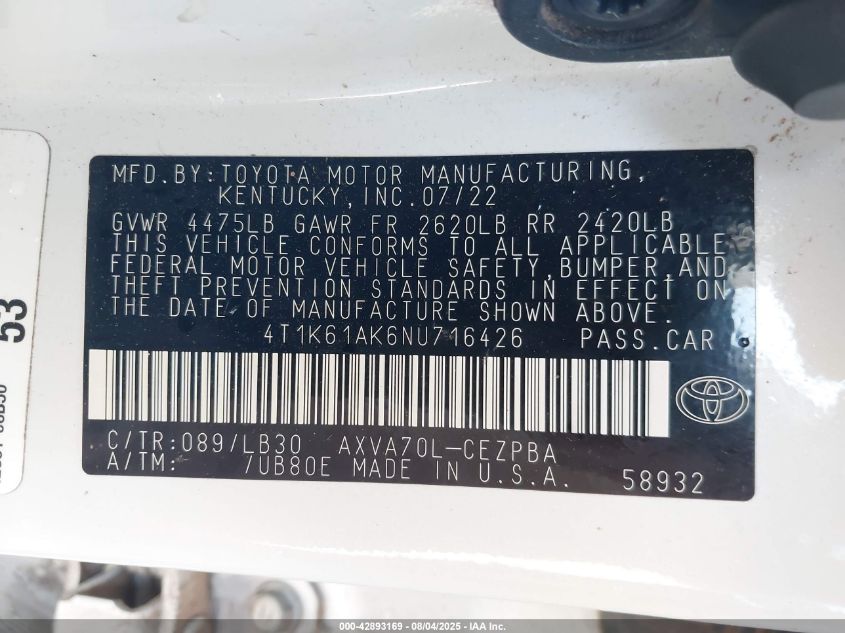 MFD.BY:TOYOTA MOTOR MANUFACTURING,
KENTUCKY,INC.07/22
GVWR 4475LB GAWR FR 2620LB RR 2420LB
THIS VEHICLE CONFORMS TO ALL APPLICABLE
FEDERAL MOTOR VEHICLE SAFETY,BUMPER,AND
THEFT PREVENTION STANDARDS IN EFFECT ON
THE DATE OF MANUFACTURE SHOWN ABOVE.
4T1K61AK6NU716426 PASS.CAR
C/TR:089/LB30 AXVA70L-CEZPBA
A/TM: 7UB80E MADE IN U.S.A. 58932
53
000-42893169 - 08/04/2025 - IAA Inc.